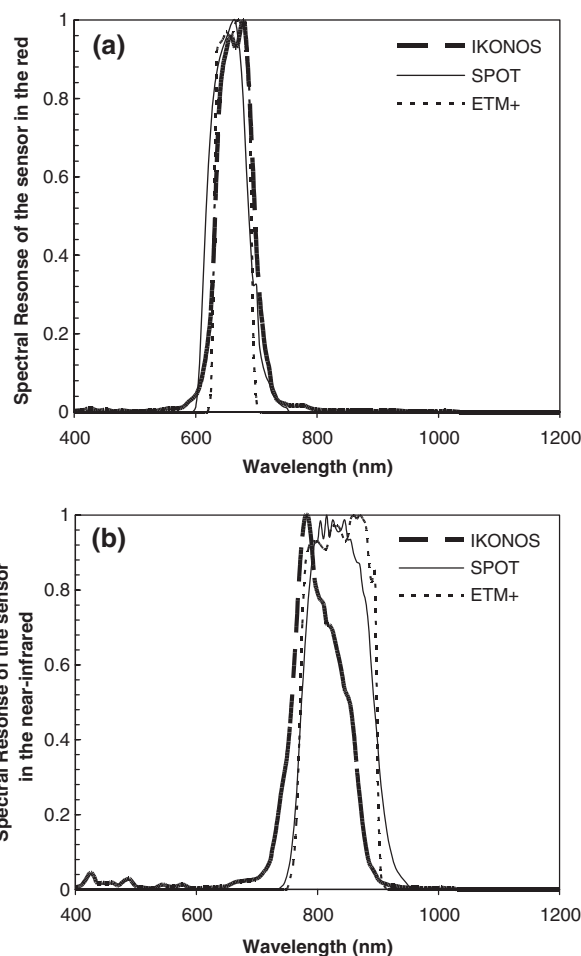 (a)
IKONOS
SPOT
ETM+
Spectral Resonse of the sensor in the red
1
0.8
0.6
0.4
0.2
0
400
600
800
1000
1200
Wavelength (nm)
(b)
IKONOS
SPOT
ETM+
Spectral Resonse of the sensor
in the near-infrared
1
0.8
0.6
0.4
0.2
0
400
600
800
1000
1200
Wavelength (nm)